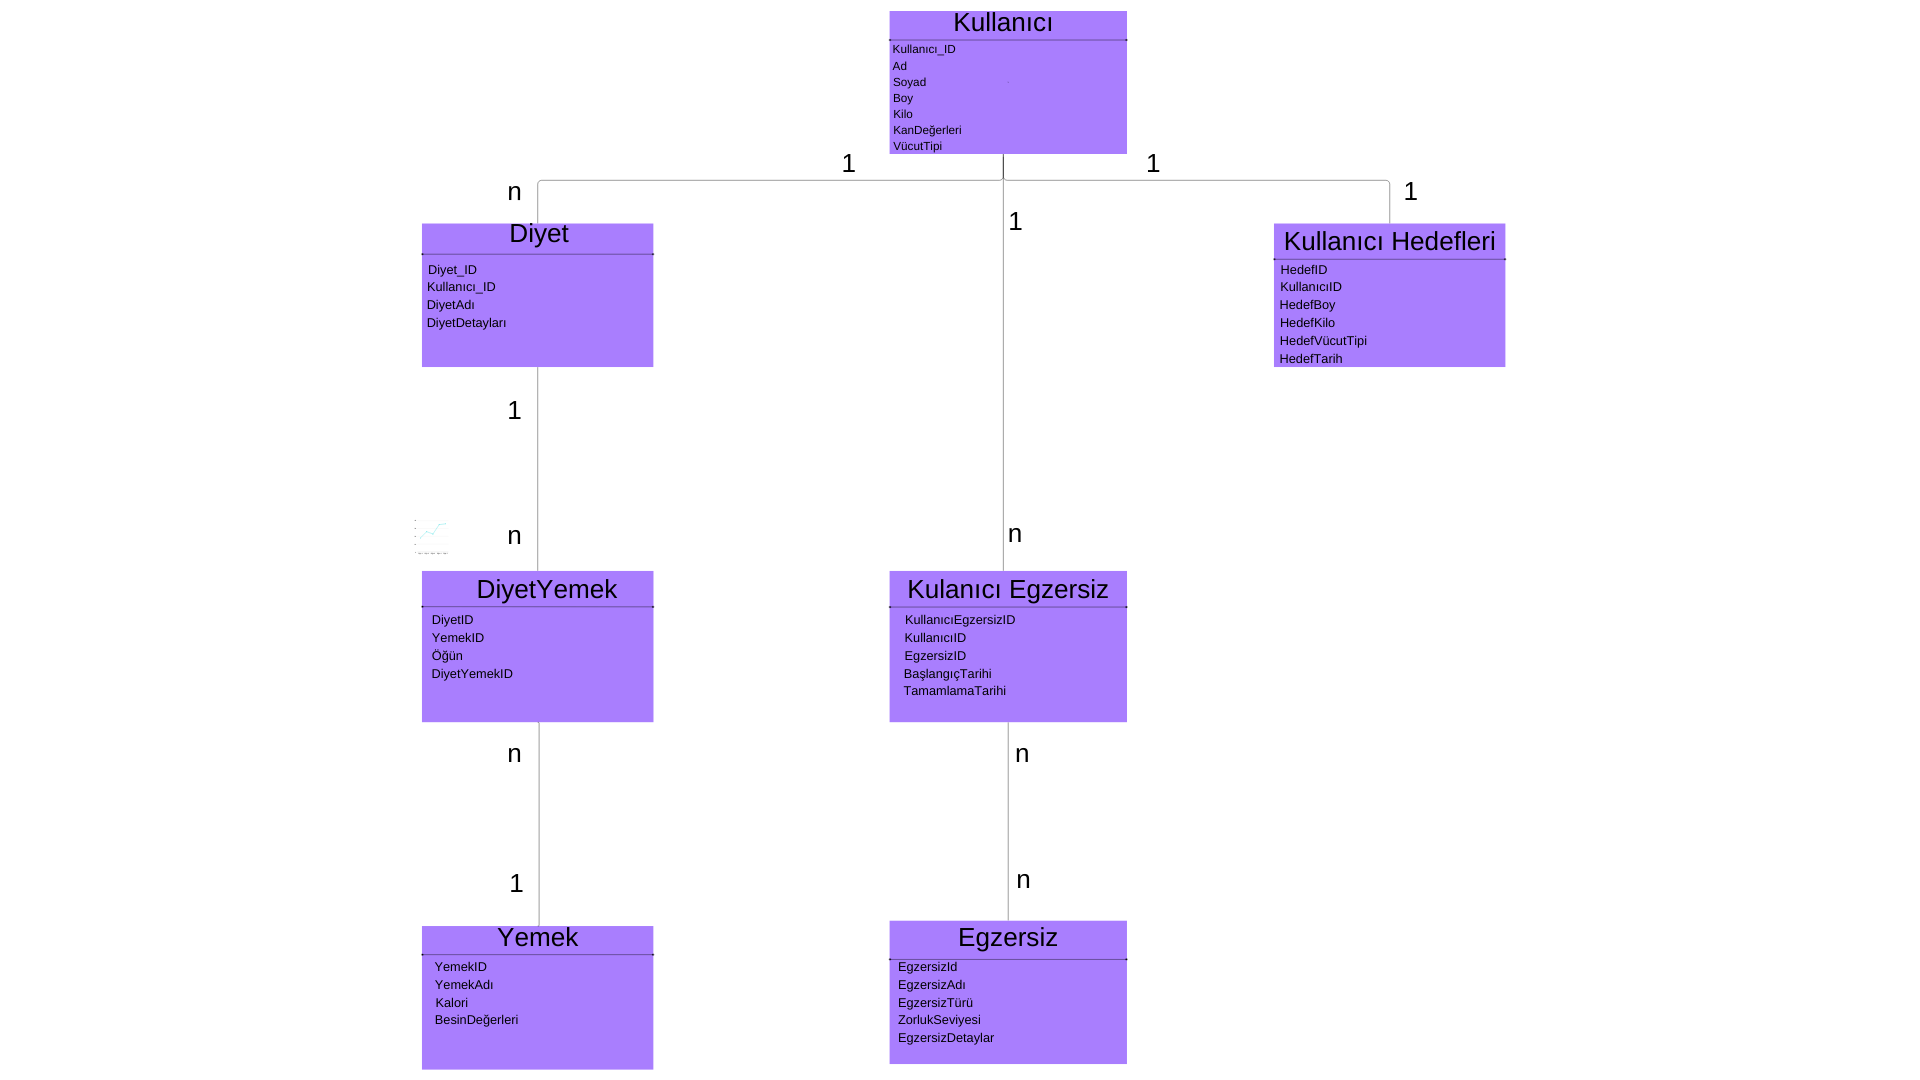 Kullanıcı
Kullanıcı_ID
Ad
Soyad
Boy
Kilo
KanDeğerleri
VücutTipi
1
1
n
1
1
Diyet
Diyet_ID
Kullanıcı_ID
DiyetAdı
DiyetDetayları
Kullanıcı Hedefleri
HedefID
KullanıcıID
HedefBoy
HedefKilo
HedefVücutTipi
HedefTarih
1
n
n
DiyetYemek
DiyetID
YemekID
Öğün
DiyetYemekID
Kulanıcı Egzersiz
KullanıcıEgzersizID
KullanıcıID
EgzersizID
BaşlangıçTarihi
TamamlamaTarihi
n
n
1
n
Yemek
YemekID
YemekAdı
Kalori
BesinDeğerleri
Egzersiz
EgzersizId
EgzersizAdı
EgzersizTürü
ZorlukSeviyesi
EgzersizDetaylar